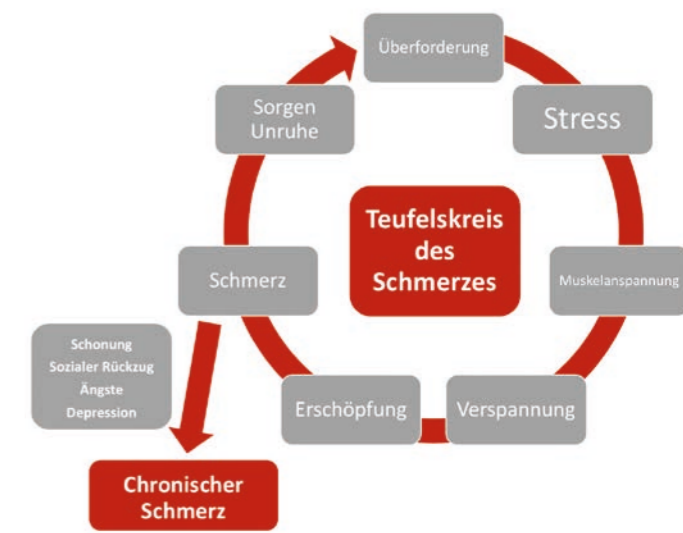 Überforderung
Stress
Muskelanspannung
Verspannung
Erschöpfung
Schmerz
Sorgen
Unruhe
Teufelskreis
des
Schmerzes
Schonung
Sozialer Rückzug
Ängste
Depression
Chronischer
Schmerz